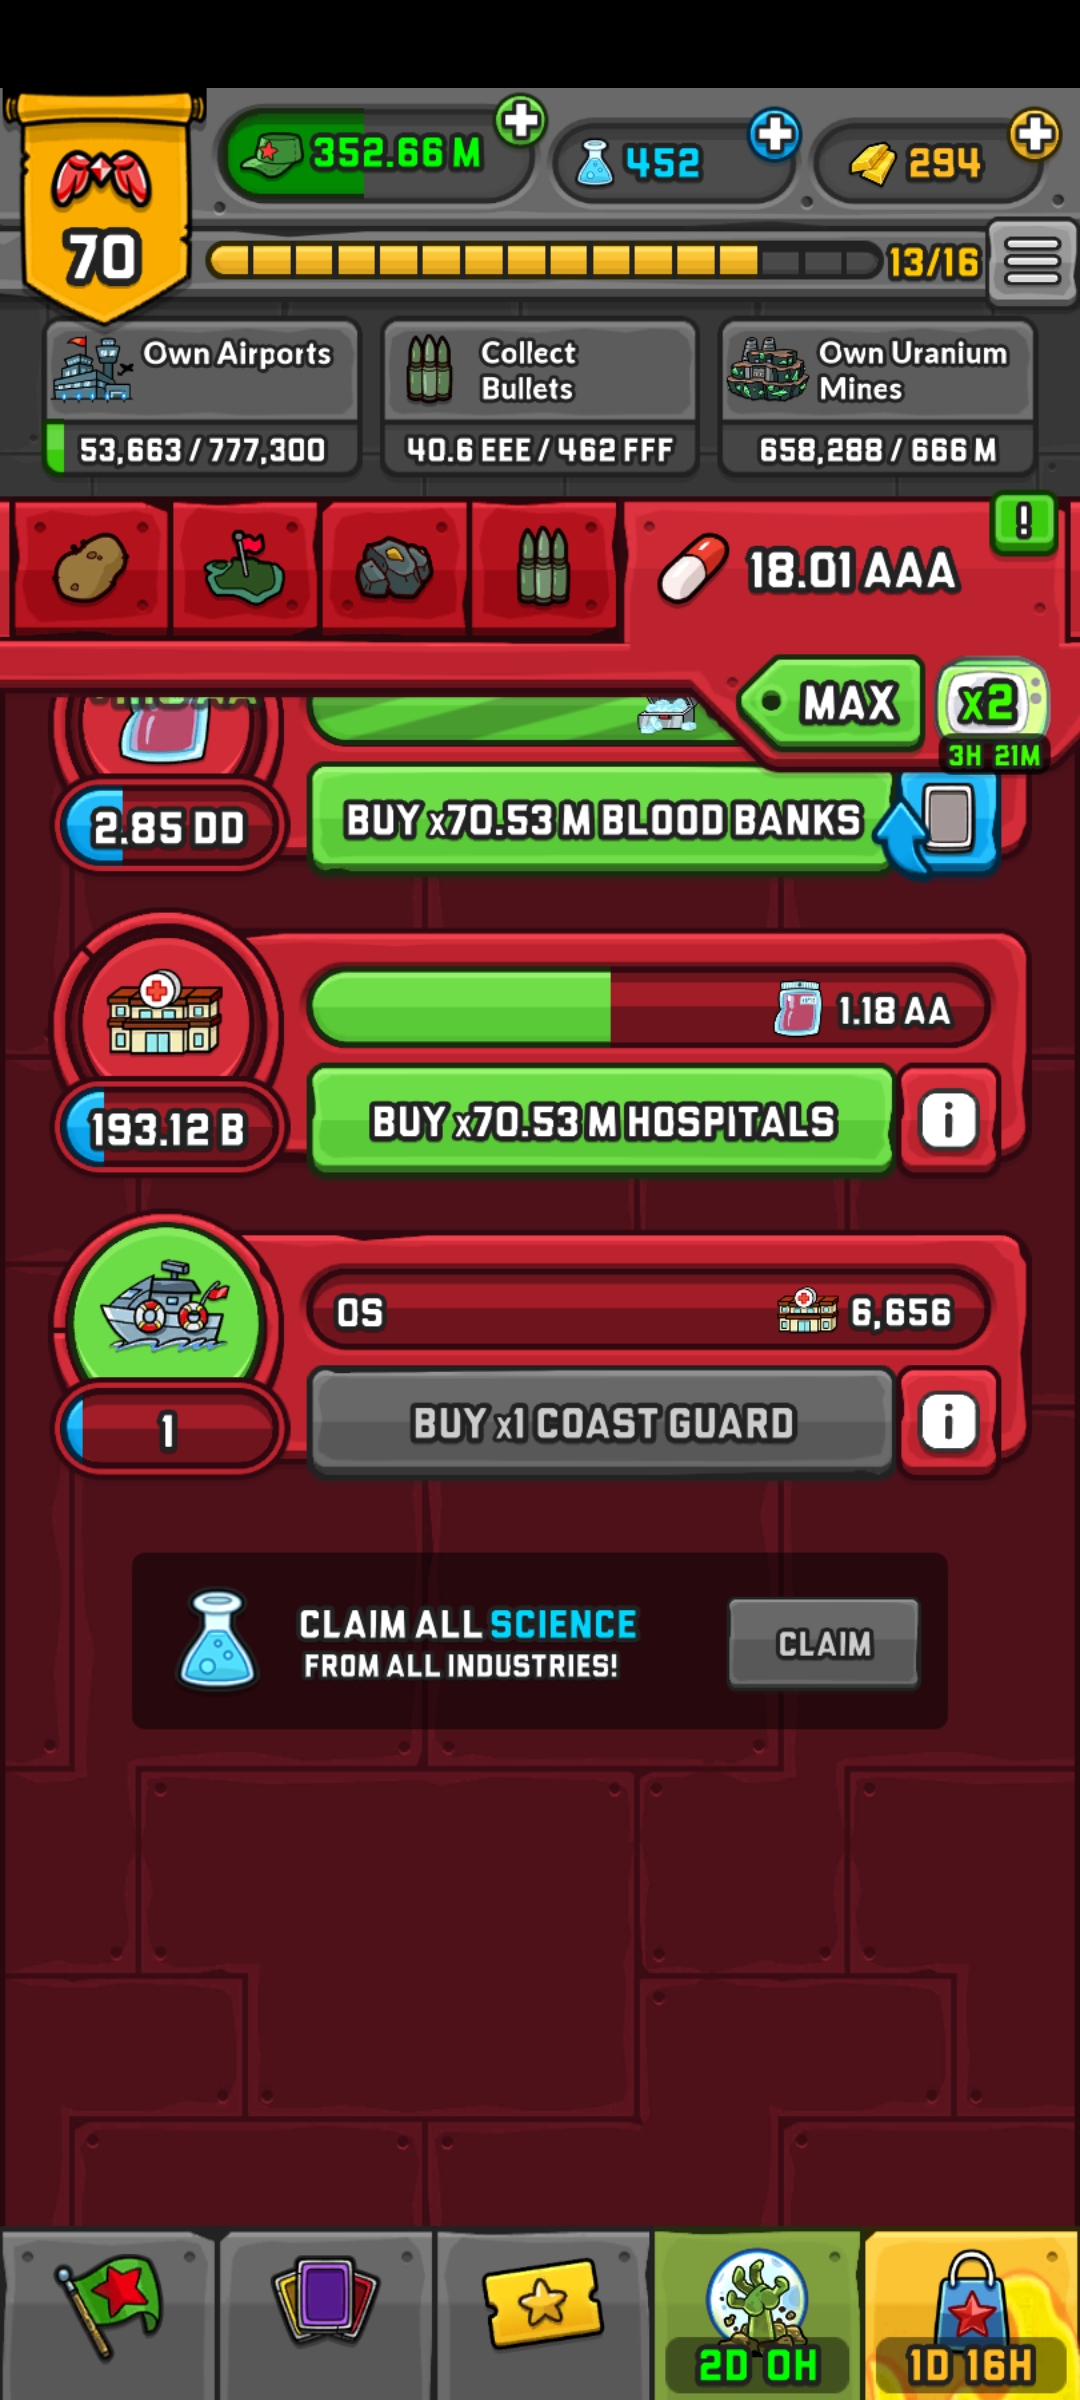 352.66 M
452
294
70
13/16
Own Airports
53,663 / 777,300
Collect
Bullets
40.6 EEE / 462 FFF
Own Uranium
Mines
658,288 / 666 M
!
18.01 AAA
MAX
x2
3H 21M
2.85 DD
BUY x70.53 M BLOOD BANKS
1.18 AA
193.12 B
BUY x70.53 M HOSPITALS
i
0S
6,656
1
BUY x1 COAST GUARD
i
CLAIM ALL SCIENCE
FROM ALL INDUSTRIES!
CLAIM
2D 0H
1D 16H